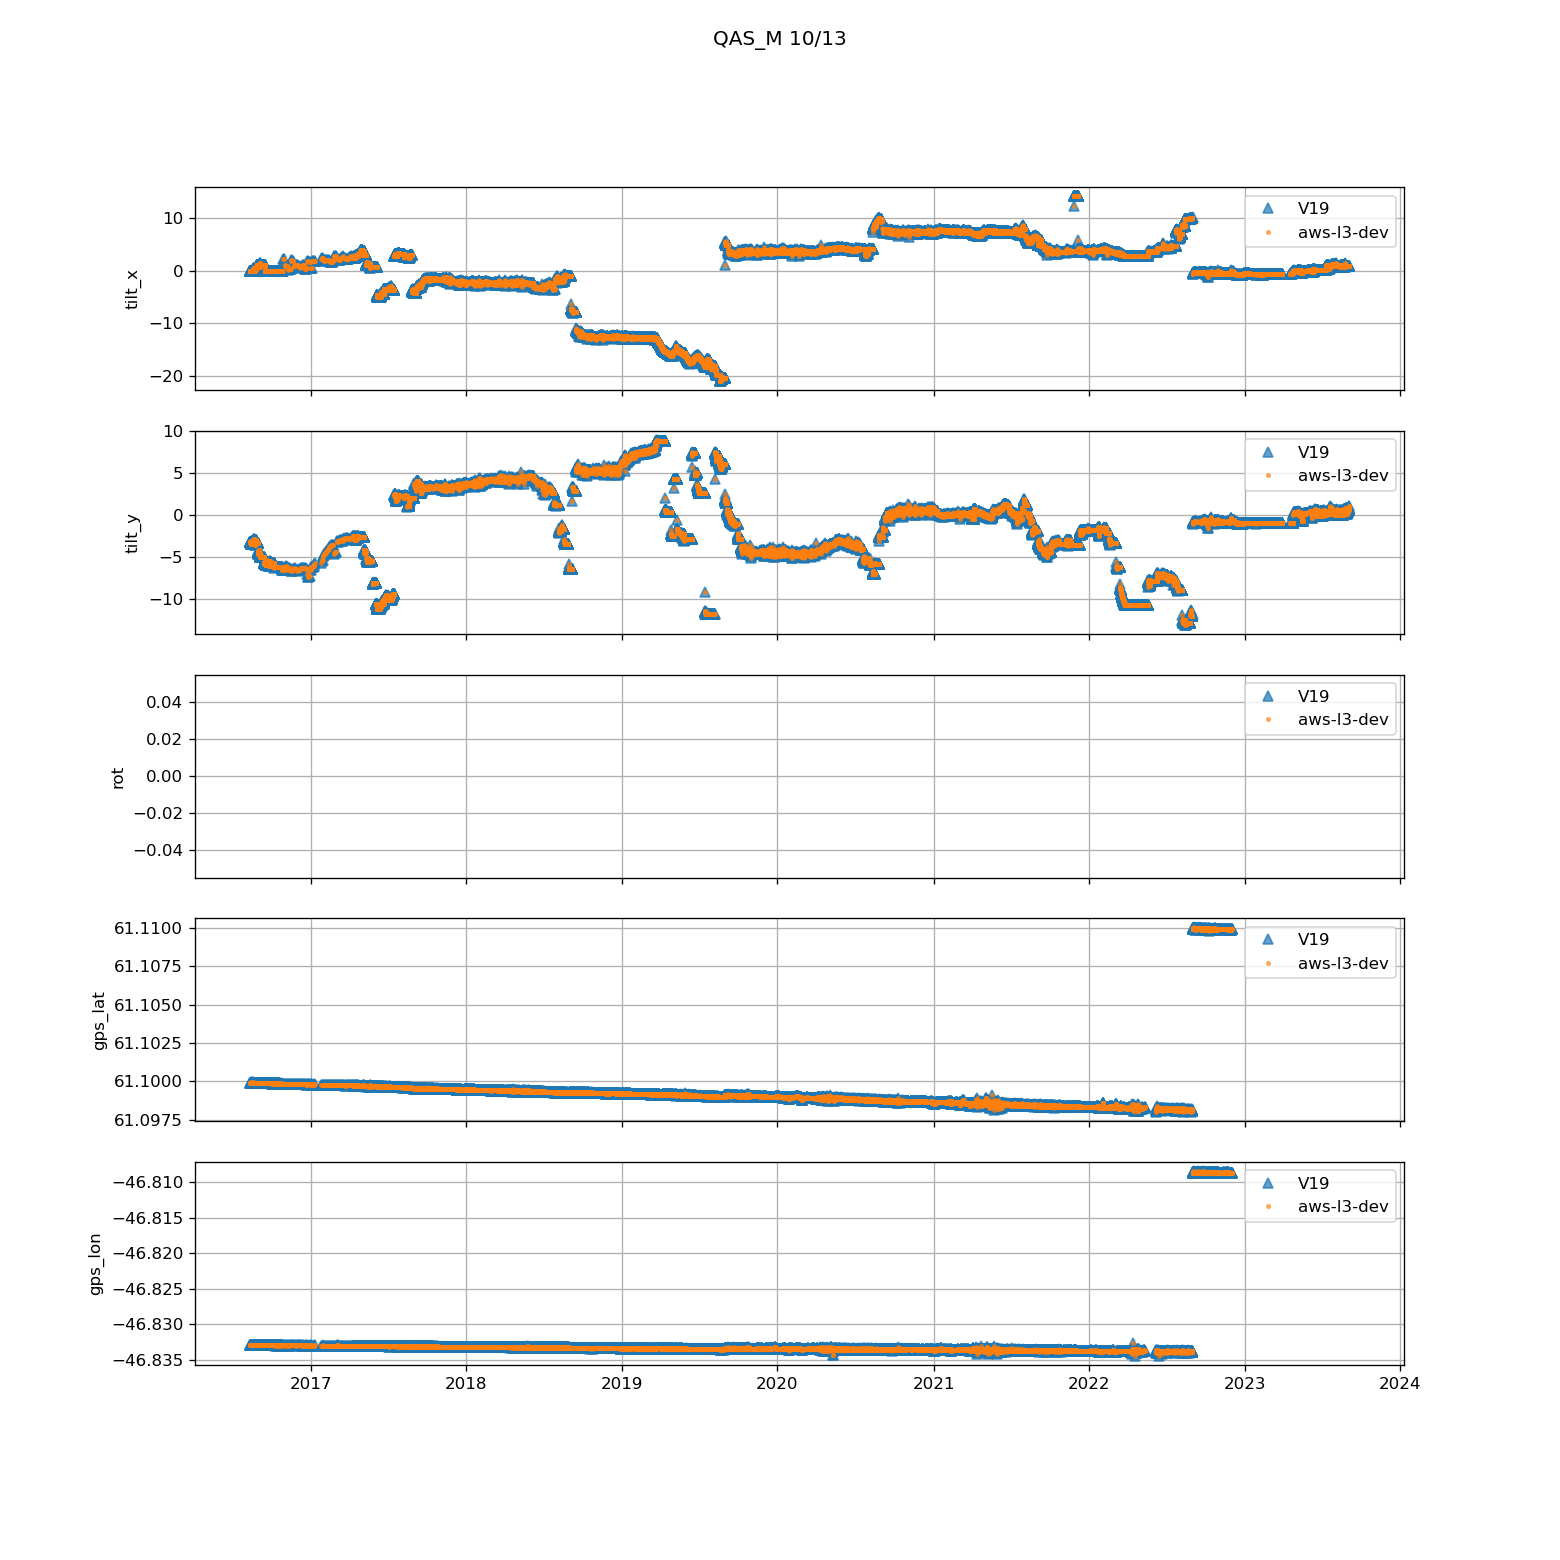 QAS_M 10/13
10
0
−10
−20
tilt_x
V19
aws-l3-dev
10
5
0
−5
−10
tilt_y
V19
aws-l3-dev
0.04
0.02
0.00
−0.02
−0.04
rot
V19
aws-l3-dev
61.1100
61.1075
61.1050
61.1025
61.1000
61.0975
gps_lat
V19
aws-l3-dev
−46.810
−46.815
−46.820
−46.825
−46.830
−46.835
gps_lon
V19
aws-l3-dev
2017 2018 2019 2020 2021 2022 2023 2024